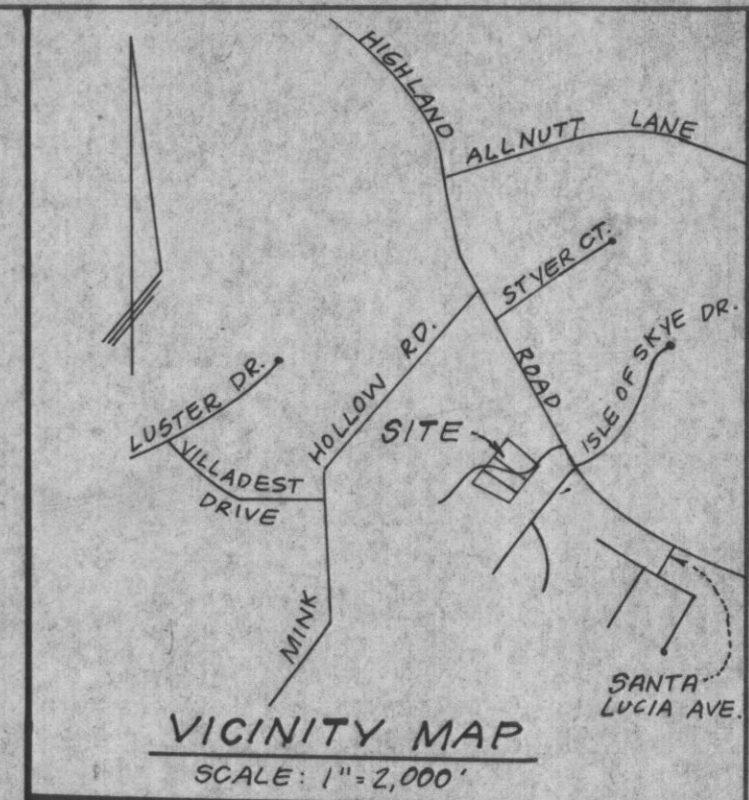 HIGHLAND
ALLNUTT LANE
STYER CT.
ISLE OF SKYE DR.
ROAD
HOLLOW RD.
LUSTER DR.
SITE
VILLADEST
DRIVE
MINK
SANTA
LUCIA AVE.
VICINITY MAP
SCALE: 1"=2,000'